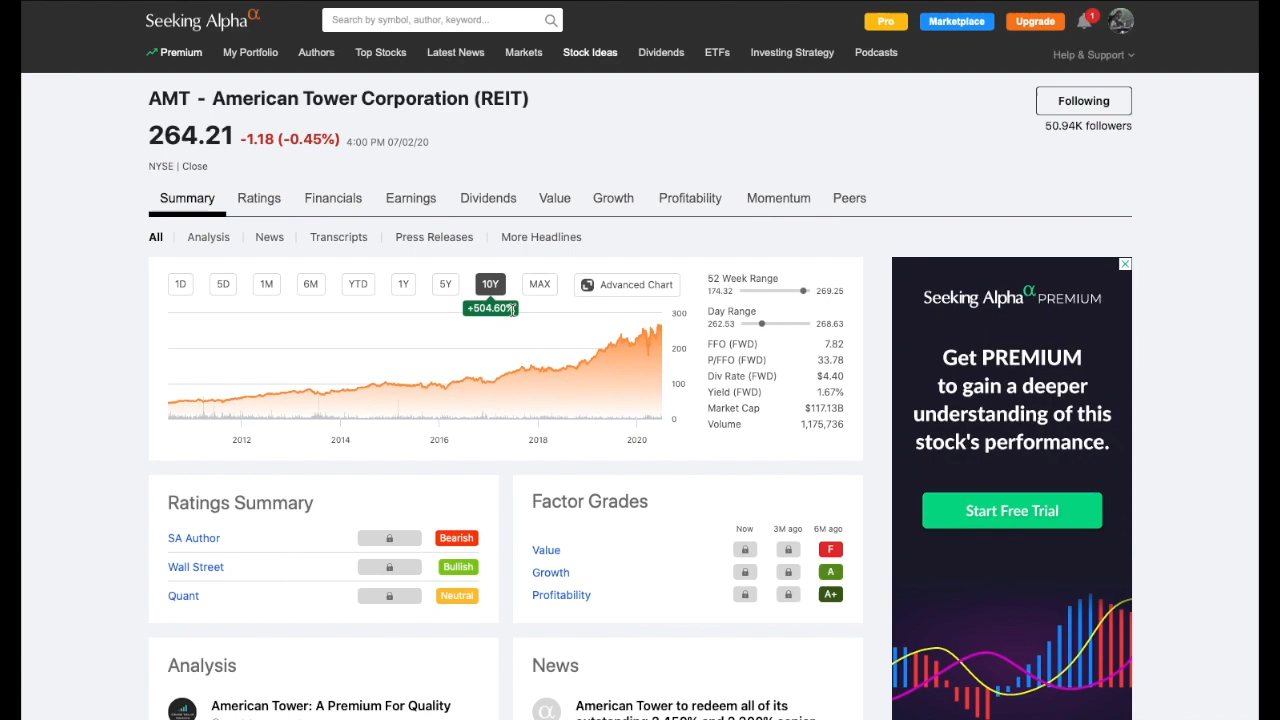 Seeking Alpha α
Search by symbol, author, keyword...
Pro
Marketplace
Upgrade
1
Premium
My Portfolio
Authors
Top Stocks
Latest News
Markets
Stock Ideas
Dividends
ETFs
Investing Strategy
Podcasts
Help & Support
AMT - American Tower Corporation (REIT)
Following
264.21 -1.18 (-0.45%) 4:00 PM 07/02/20
50.94K followers
NYSE | Close
Summary
Ratings
Financials
Earnings
Dividends
Value
Growth
Profitability
Momentum
Peers
All
Analysis
News
Transcripts
Press Releases
More Headlines
1D
5D
1M
6M
YTD
1Y
5Y
10Y
MAX
Advanced Chart
+504.60%
300
200
100
0
2012
2014
2016
2018
2020
52 Week Range
174.32 269.25
Day Range
262.53 268.63
FFO (FWD) 7.82
P/FFO (FWD) 33.78
Div Rate (FWD) $4.40
Yield (FWD) 1.67%
Market Cap $117.13B
Volume 1,175,736
Seeking Alpha α PREMIUM
Get PREMIUM
to gain a deeper
understanding of this
stock's performance.
Start Free Trial
Ratings Summary
SA Author Bearish
Wall Street Bullish
Quant Neutral
Factor Grades
Now 3M ago 6M ago
Value F
Growth A
Profitability A+
Analysis
American Tower: A Premium For Quality
News
α
American Tower to redeem all of its